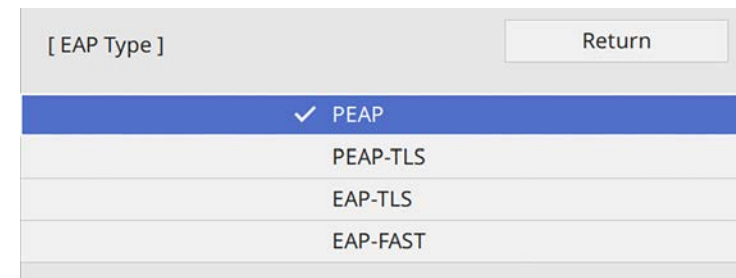 [ EAP Type ]
Return
PEAP
PEAP-TLS
EAP-TLS
EAP-FAST